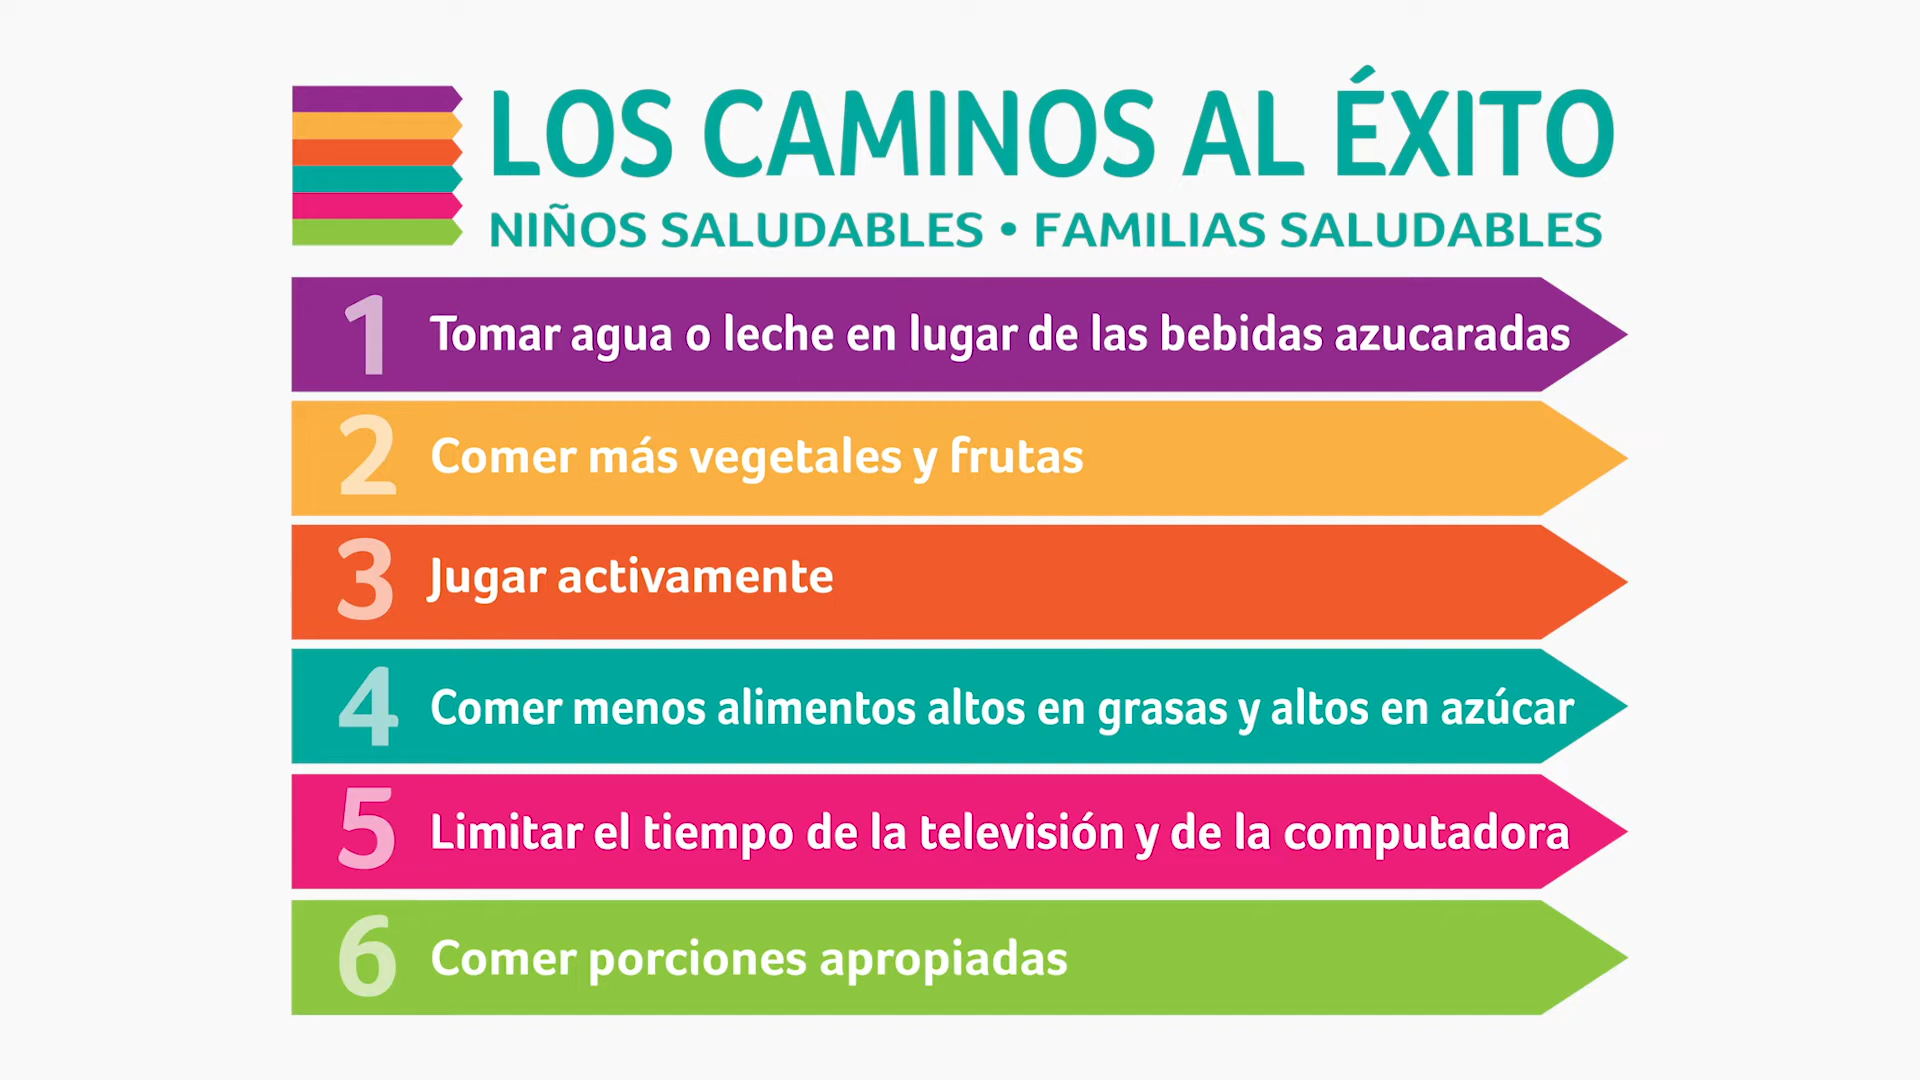 LOS CAMINOS AL ÉXITO
NIÑOS SALUDABLES • FAMILIAS SALUDABLES
1 Tomar agua o leche en lugar de las bebidas azucaradas
2 Comer más vegetales y frutas
3 Jugar activamente
4 Comer menos alimentos altos en grasas y altos en azúcar
5 Limitar el tiempo de la televisión y de la computadora
6 Comer porciones apropiadas